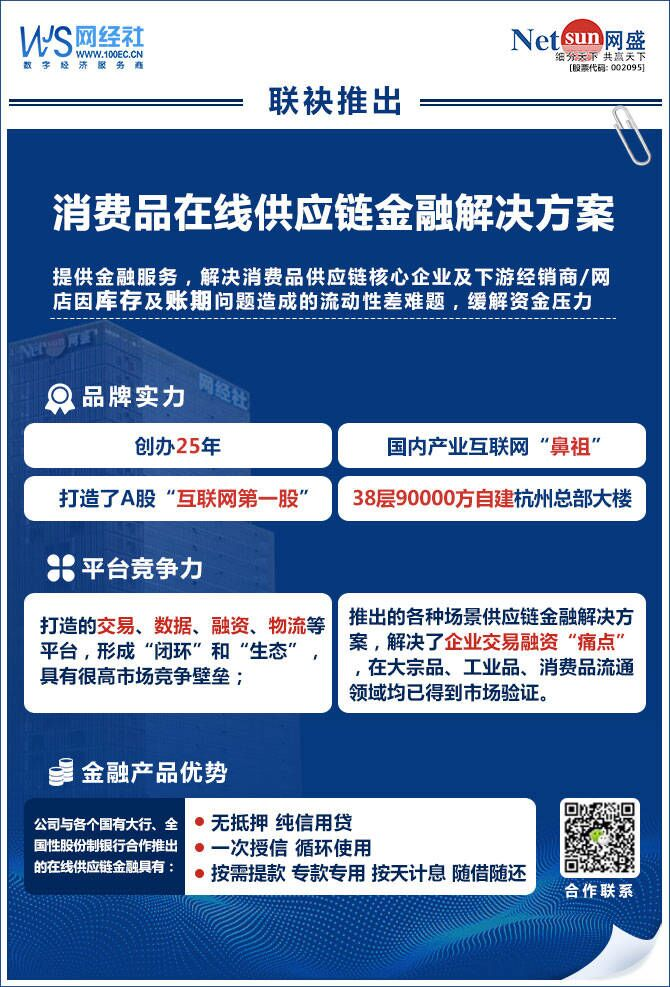 网经社
WWW.100EC.CN
数字经济服务商
Netsun网盛
细分天下 共赢天下
[股票代码: 002095]
联袂推出
消费品在线供应链金融解决方案
提供金融服务，解决消费品供应链核心企业及下游经销商/网
店因库存及账期问题造成的流动性差难题，缓解资金压力
Netsun网盛
网经社
品牌实力
创办25年
国内产业互联网“鼻祖”
打造了A股“互联网第一股”
38层90000方自建杭州总部大楼
平台竞争力
打造的交易、数据、融资、物流等
平台，形成“闭环”和“生态”，
具有很高市场竞争壁垒；
推出的各种场景供应链金融解决方
案，解决了企业交易融资“痛点”
，在大宗品、工业品、消费品流通
领域均已得到市场验证。
金融产品优势
公司与各个国有大行、全
国性股份制银行合作推出
的在线供应链金融具有：
无抵押 纯信用贷
一次授信 循环使用
按需提款 专款专用 按天计息 随借随还
合作联系